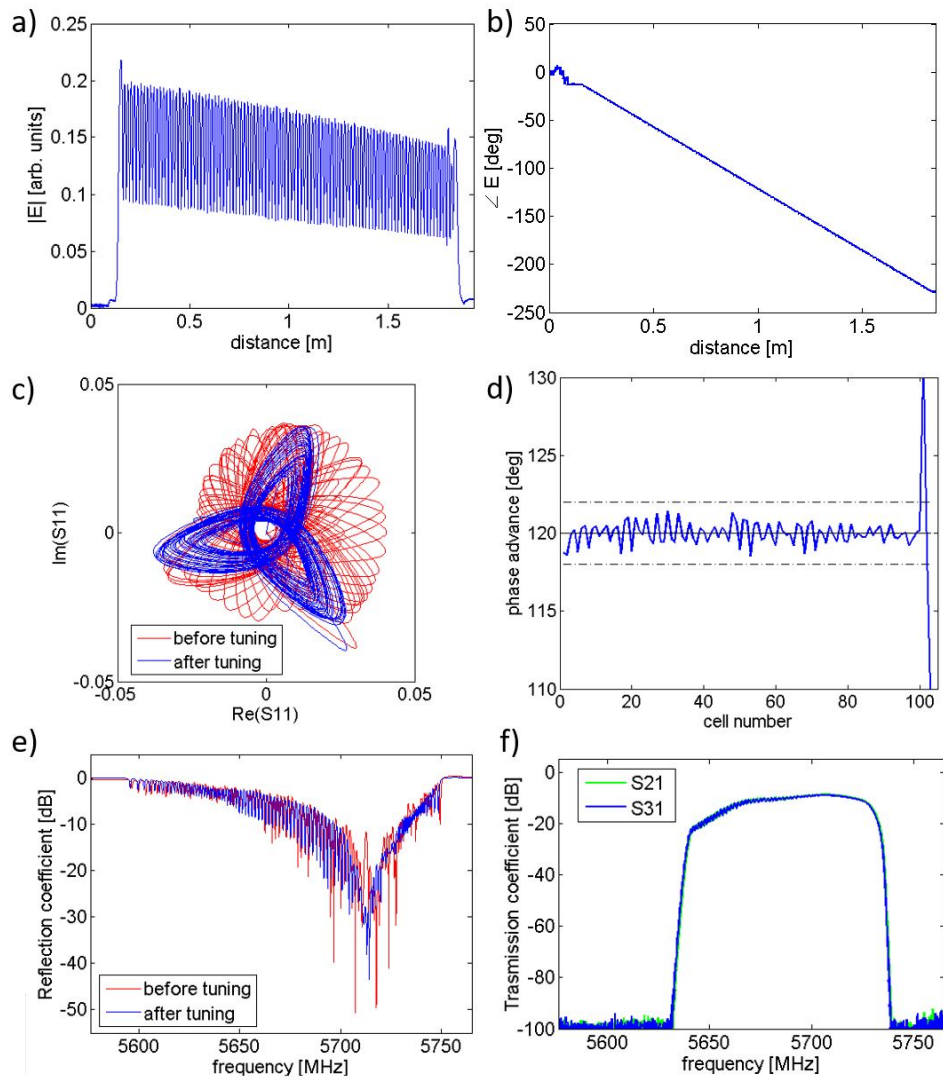 a)
0.25
0.2
0.15
0.1
0.05
0
|E| [arb. units]
0 0.5 1 1.5
distance [m]
b)
50
0
-50
-100
-150
-200
-250
∠ E [deg]
0 0.5 1 1.5
distance [m]
c)
0.05
0
-0.05
Im(S11)
before tuning
after tuning
-0.05 0 0.05
Re(S11)
d)
130
125
120
115
110
phase advance [deg]
0 20 40 60 80 100
cell number
e)
0
-10
-20
-30
-40
-50
Reflection coefficient [dB]
before tuning
after tuning
5600 5650 5700 5750
frequency [MHz]
f)
0
-20
-40
-60
-80
-100
Trasmission coefficient [dB]
S21
S31
5600 5650 5700 5750
frequency [MHz]